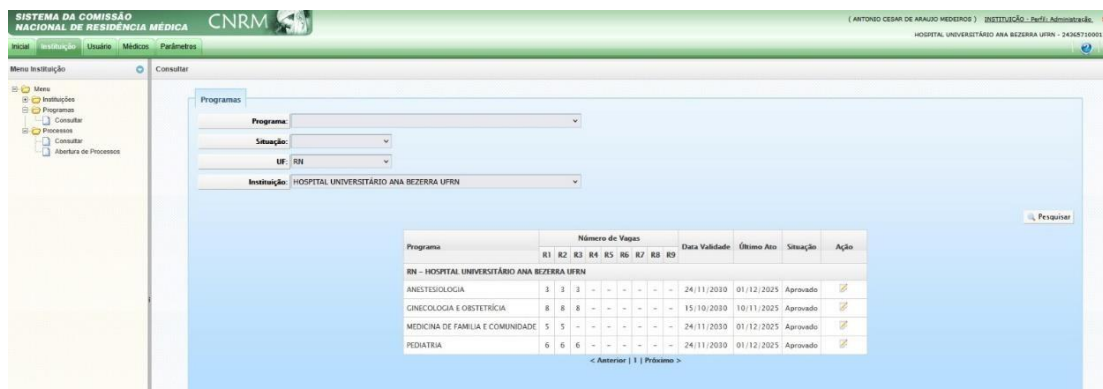 SISTEMA DA COMISSÃO
NACIONAL DE RESIDÊNCIA MÉDICA
CNRM
( ANTONIO CESAR DE ARAUJO MEDEIROS ) INSTITUIÇÃO - Perfil: Administração
HOSPITAL UNIVERSITÁRIO ANA BEZERRA UFRN - 24365710001
Inicial Instituição Usuário Médicos Parâmetros
Menu Instituição
Consultar
Menu
Instituições
Programas
Consultar
Processos
Consultar
Abertura de Processos
Programas
Programa:
Situação:
UF: RN
Instituição: HOSPITAL UNIVERSITÁRIO ANA BEZERRA UFRN
Pesquisar
Programa Número de Vagas Data Validade Último Ato Situação Ação
R1 R2 R3 R4 R5 R6 R7 R8 R9
RN - HOSPITAL UNIVERSITÁRIO ANA BEZERRA UFRN
ANESTESIOLOGIA 3 3 3 - - - - - - 24/11/2030 01/12/2025 Aprovado
GINECOLOGIA E OBSTETRÍCIA 8 8 8 - - - - - - 15/10/2030 10/11/2025 Aprovado
MEDICINA DE FAMILIA E COMUNIDADE 5 5 - - - - - - - 24/11/2030 01/12/2025 Aprovado
PEDIATRIA 6 6 6 - - - - - - 24/11/2030 01/12/2025 Aprovado
< Anterior | 1 | Próximo >